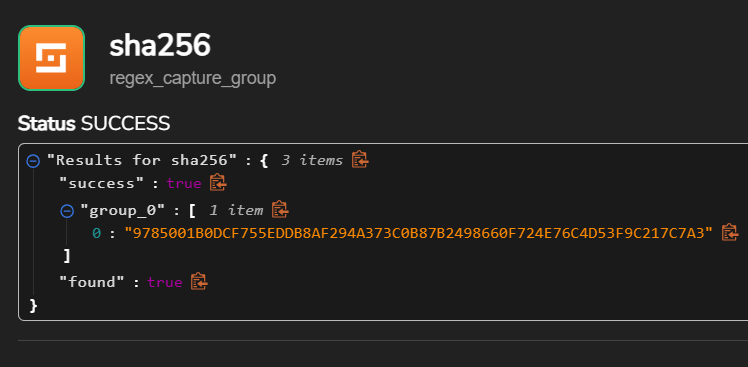 sha256
regex_capture_group
Status SUCCESS
"Results for sha256" : { 3 items
"success" : true
"group_0" : [ 1 item
0 : "9785001B0DCF755EDDB8AF294A373C0B87B2498660F724E76C4D53F9C217C7A3"
]
"found" : true
}